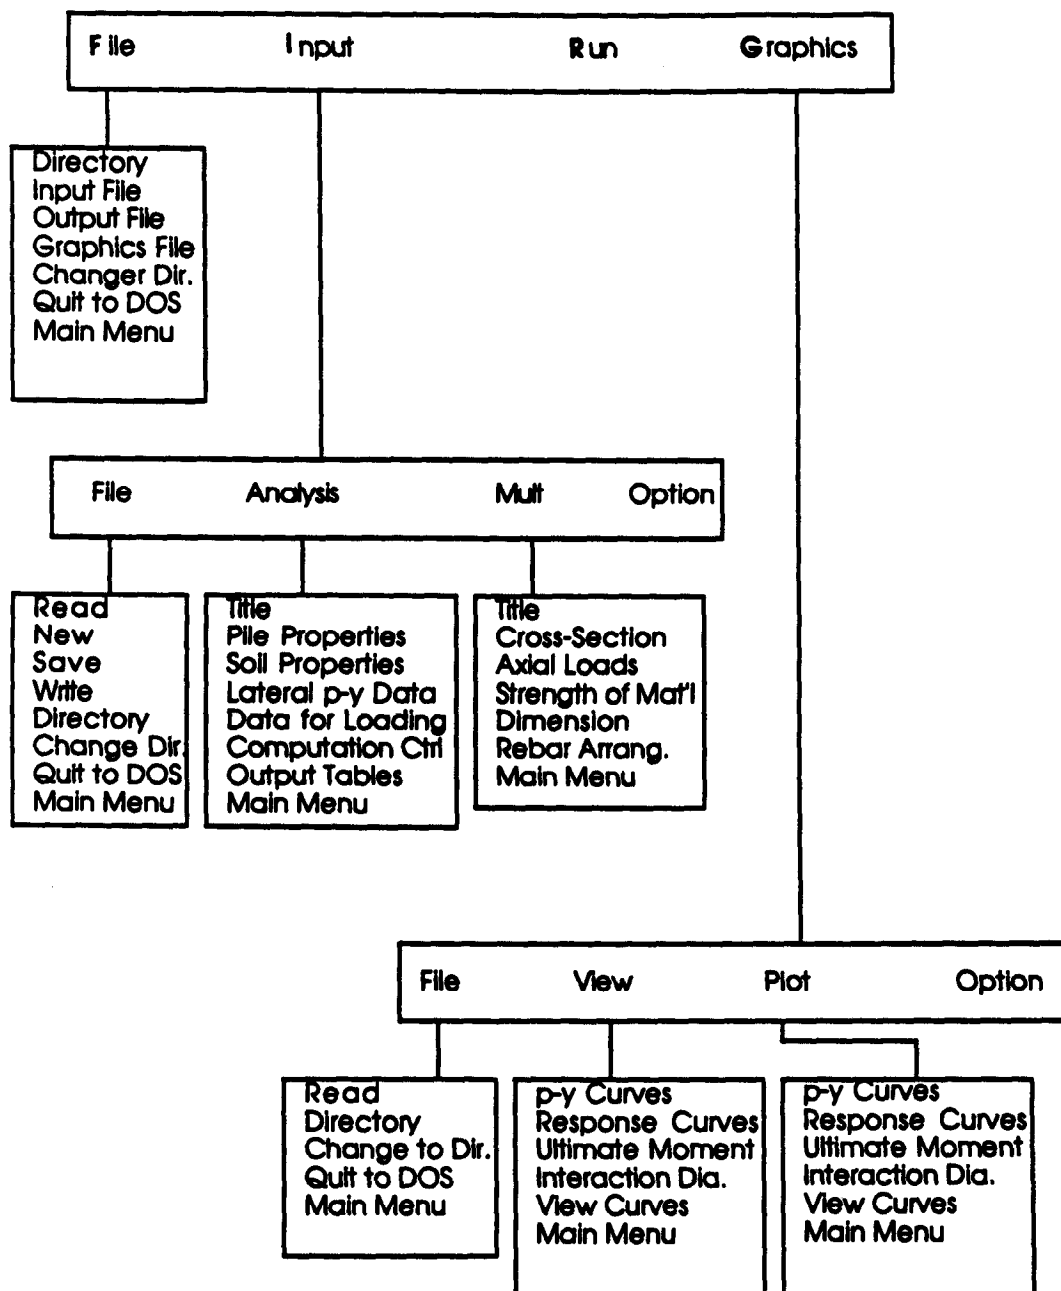 File Input Run Graphics
Directory
Input File
Output File
Graphics File
Changer Dir.
Quit to DOS
Main Menu
File Analysis Mult Option
Read
New
Save
Write
Directory
Change Dir.
Quit to DOS
Main Menu
Title
Pile Properties
Soil Properties
Lateral p-y Data
Data for Loading
Computation Ctrl
Output Tables
Main Menu
Title
Cross-Section
Axial Loads
Strength of Mat'l
Dimension
Rebar Arrang.
Main Menu
File View Plot Option
Read
Directory
Change to Dir.
Quit to DOS
Main Menu
p-y Curves
Response Curves
Ultimate Moment
Interaction Dia.
View Curves
Main Menu
p-y Curves
Response Curves
Ultimate Moment
Interaction Dia.
View Curves
Main Menu